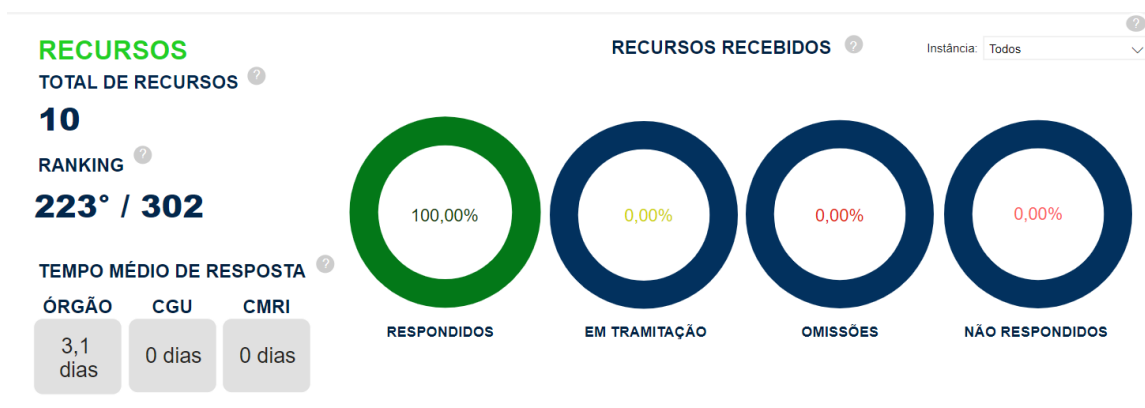 RECURSOS
TOTAL DE RECURSOS ?
10
RANKING ?
223° / 302
TEMPO MÉDIO DE RESPOSTA ?
ÓRGÃO CGU CMRI
3,1 dias 0 dias 0 dias
?
RECURSOS RECEBIDOS ?
Instância: Todos
100,00% 0,00% 0,00% 0,00%
RESPONDIDOS EM TRAMITAÇÃO OMISSÕES NÃO RESPONDIDOS